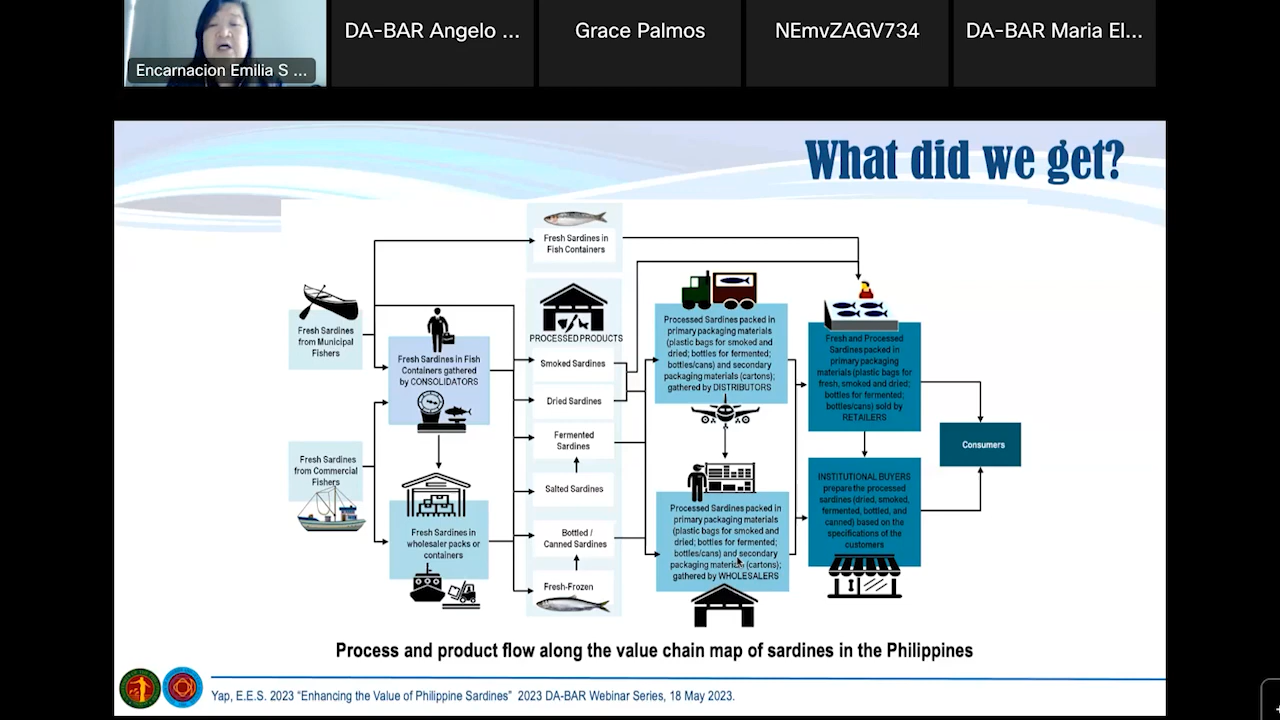 Encarnacion Emilia S ...
DA-BAR Angelo ...
Grace Palmos
NEmvZAGV734
DA-BAR Maria El...
What did we get?
Fresh Sardines in
Fish Containers
Fresh Sardines
from Municipal
Fishers
Fresh Sardines in Fish
Containers gathered
by CONSOLIDATORS
Fresh Sardines
from Commercial
Fishers
Fresh Sardines in
wholesaler packs or
containers
PROCESSED PRODUCTS
Smoked Sardines
Dried Sardines
Fermented
Sardines
Salted Sardines
Bottled /
Canned Sardines
Fresh-Frozen
Processed Sardines packed in
primary packaging materials
(plastic bags for smoked and
dried; bottles for fermented;
bottles/cans) and secondary
packaging materials (cartons);
gathered by DISTRIBUTORS
Processed Sardines packed in
primary packaging materials
(plastic bags for smoked and
dried; bottles for fermented;
bottles/cans) and secondary
packaging materials (cartons);
gathered by WHOLESALERS
Fresh and Processed
Sardines packed in
primary packaging
materials (plastic bags for
fresh, smoked and dried;
bottles for fermented;
bottles/cans) sold by
RETAILERS
INSTITUTIONAL BUYERS
prepare the processed
sardines (dried, smoked,
fermented, bottled, and
canned) based on the
specifications of the
customers
Consumers
Process and product flow along the value chain map of sardines in the Philippines
Yap, E.E.S. 2023 "Enhancing the Value of Philippine Sardines" 2023 DA-BAR Webinar Series, 18 May 2023.